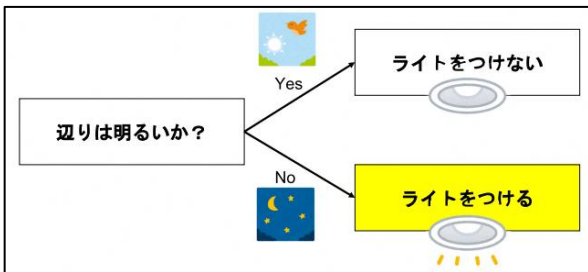 ライトをつけない
Yes
辺りは明るいか？
No
ライトをつける